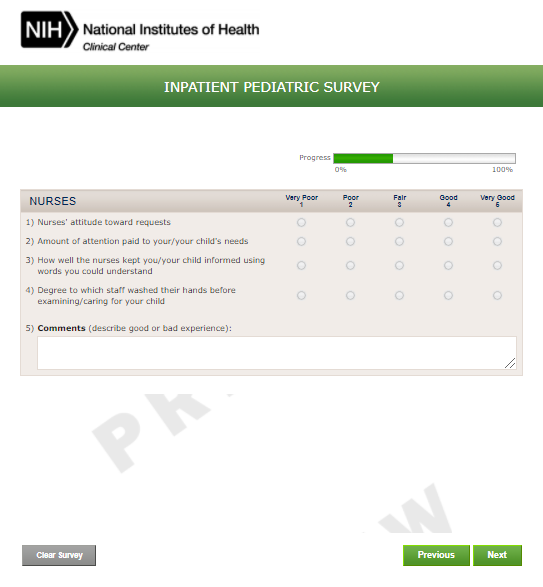 NIH National Institutes of Health
Clinical Center
INPATIENT PEDIATRIC SURVEY
Progress
0% 100%
NURSES Very Poor Poor Fair Good Very Good
1 2 3 4 5
1) Nurses' attitude toward requests
2) Amount of attention paid to your/your child's needs
3) How well the nurses kept you/your child informed using
words you could understand
4) Degree to which staff washed their hands before
examining/caring for your child
5) Comments (describe good or bad experience):
Clear Survey Previous Next